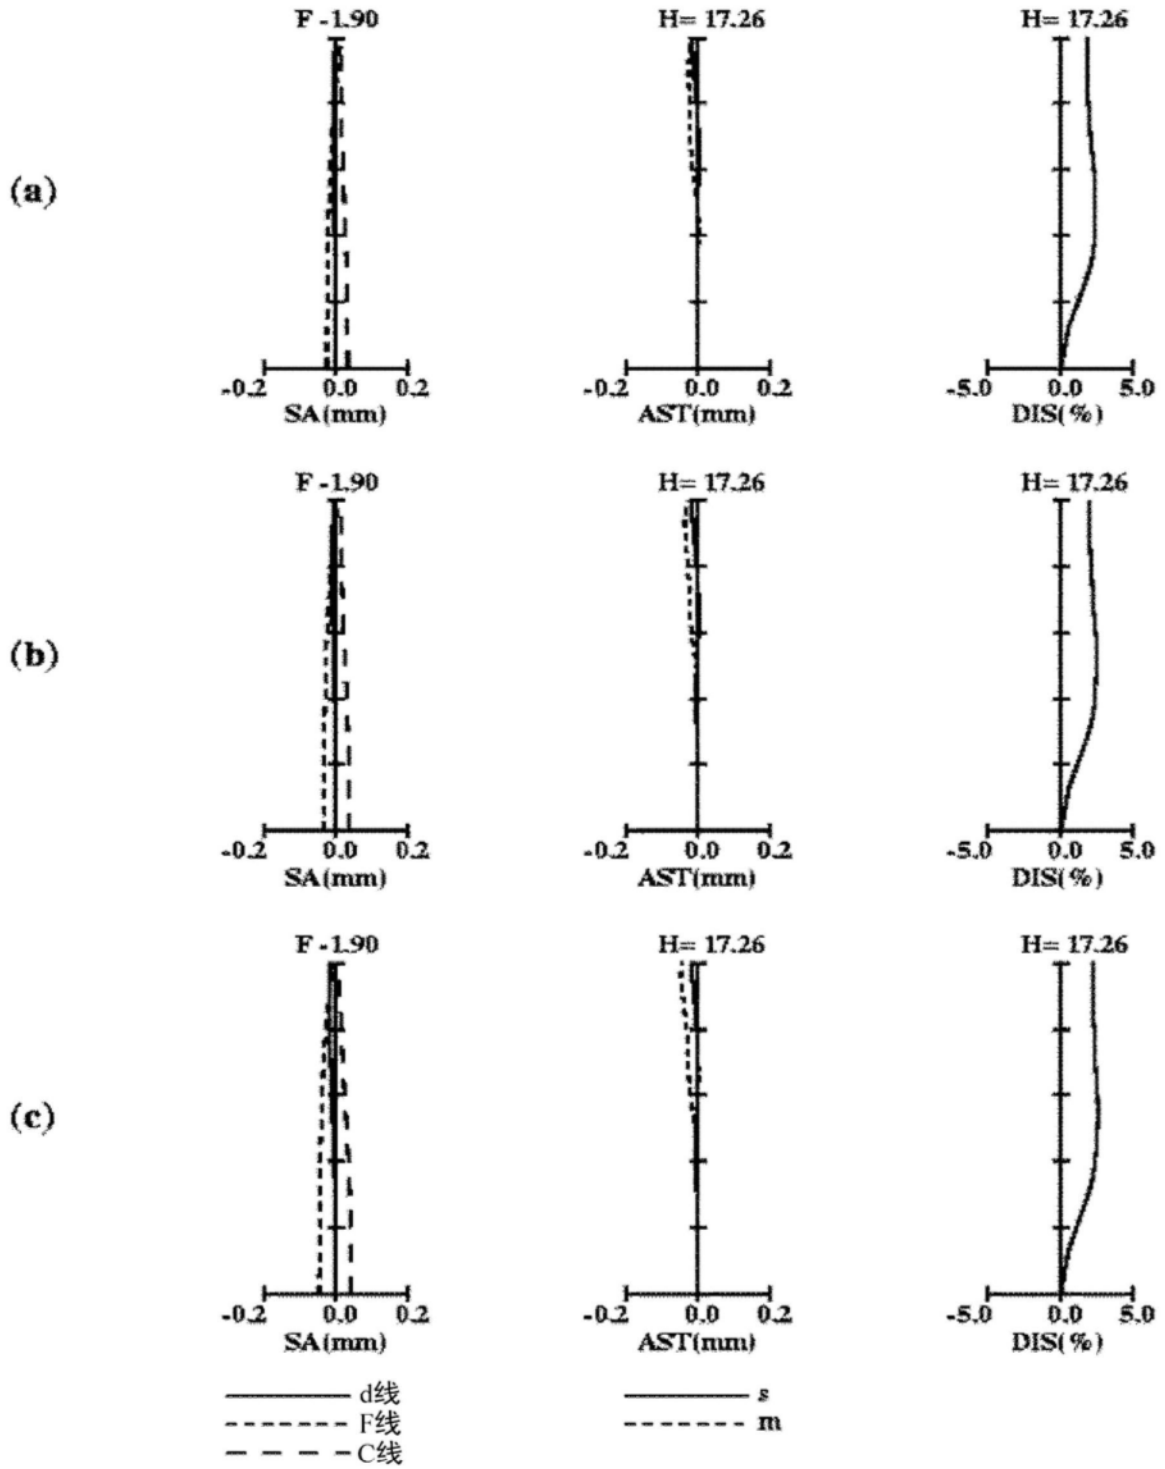 F -1.90 H= 17.26 H= 17.26
(a)
-0.2 0.0 0.2 -0.2 0.0 0.2 -5.0 0.0 5.0
SA(mm) AST(mm) DIS(%)
F -1.90 H= 17.26 H= 17.26
(b)
-0.2 0.0 0.2 -0.2 0.0 0.2 -5.0 0.0 5.0
SA(mm) AST(mm) DIS(%)
F -1.90 H= 17.26 H= 17.26
(c)
-0.2 0.0 0.2 -0.2 0.0 0.2 -5.0 0.0 5.0
SA(mm) AST(mm) DIS(%)
d线 s
F线 m
C线